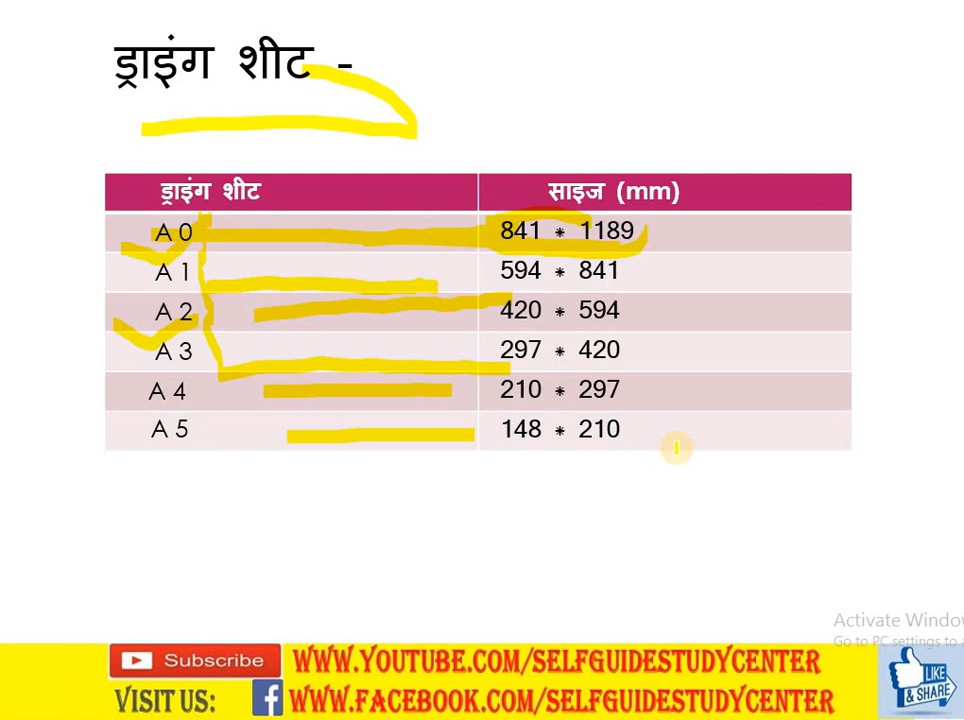 ड्राइंग शीट -
ड्राइंग शीट साइज (mm)
A 0 841 * 1189
A 1 594 * 841
A 2 420 * 594
A 3 297 * 420
A 4 210 * 297
A 5 148 * 210
Activate Windo
Go to PC settings to a
Subscribe WWW.YOUTUBE.COM/SELFGUIDESTUDYCENTER
VISIT US: f WWW.FACEBOOK.COM/SELFGUIDESTUDYCENTER
LIKE
& SHARE